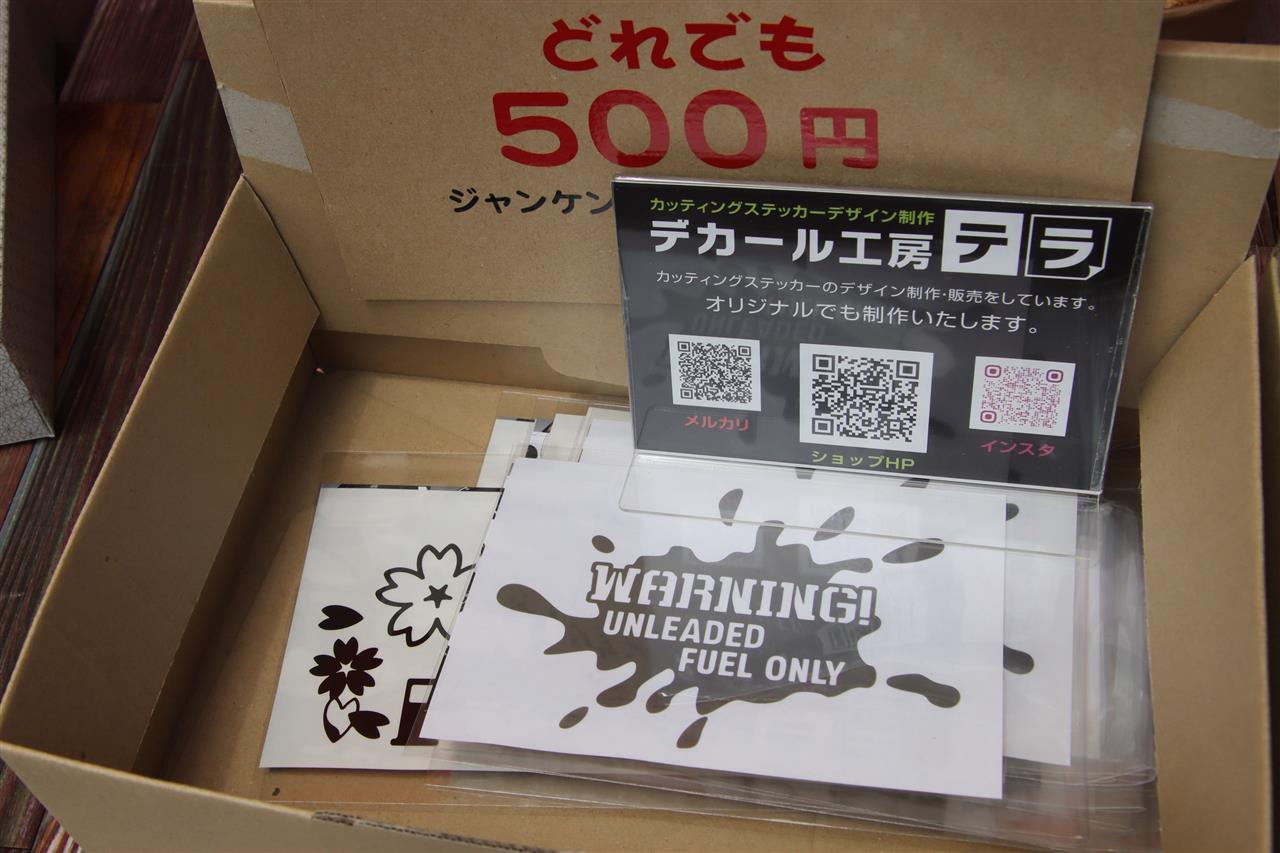 どれでも
500円
ジャンケン
カッティングステッカーデザイン制作
デカール工房テラ
カッティングステッカーのデザイン制作・販売をしています。
オリジナルでも制作いたします。
メルカリ
ショップHP
インスタ
WARNING!
UNLEADED
FUEL ONLY